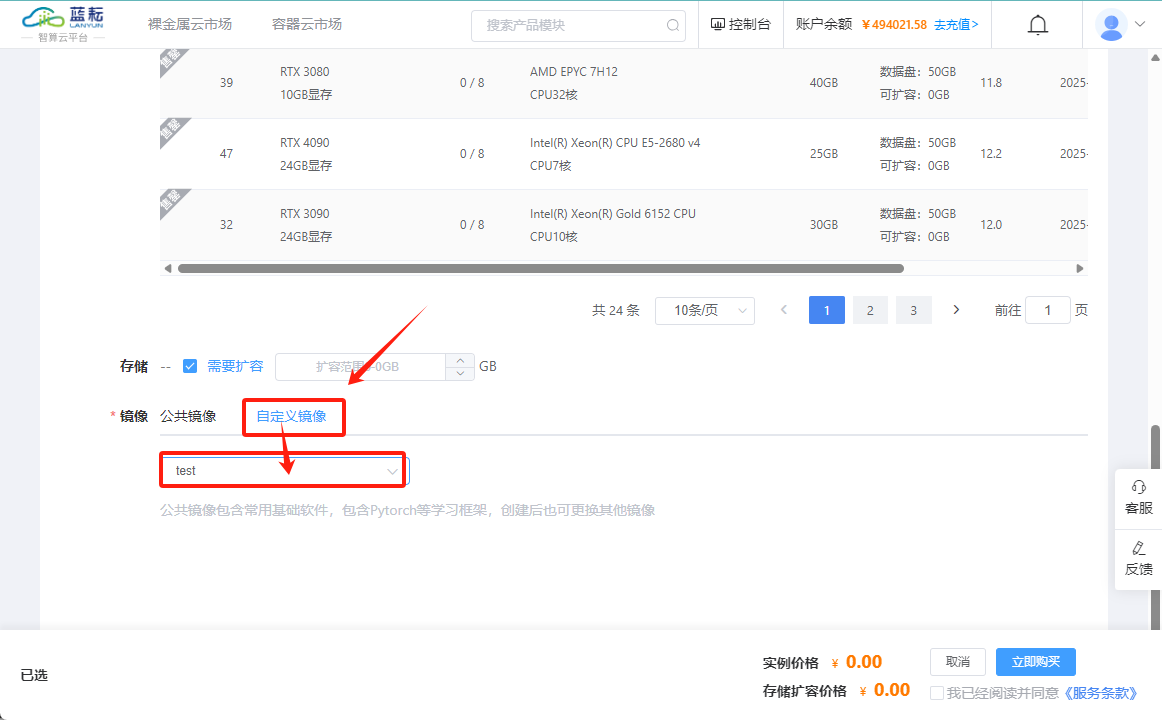 蓝耘
LANYUN
智算云平台
裸金属云市场
容器云市场
搜索产品模块
控制台
账户余额 ¥494021.58 去充值>
售罄
39
RTX 3080
10GB显存
0 / 8
AMD EPYC 7H12
CPU32核
40GB
数据盘：50GB
可扩容：0GB
11.8
2025-
售罄
47
RTX 4090
24GB显存
0 / 8
Intel(R) Xeon(R) CPU E5-2680 v4
CPU7核
25GB
数据盘：50GB
可扩容：0GB
12.2
2025-
售罄
32
RTX 3090
24GB显存
0 / 8
Intel(R) Xeon(R) Gold 6152 CPU
CPU10核
30GB
数据盘：50GB
可扩容：0GB
12.0
2025-
共 24 条
10条/页
1
2
3
前往 1 页
存储 -- 需要扩容
扩容范围 0GB
GB
* 镜像 公共镜像 自定义镜像
test
公共镜像包含常用基础软件，包含Pytorch等学习框架，创建后也可更换其他镜像
客服
反馈
已选
实例价格 ¥ 0.00
存储扩容价格 ¥ 0.00
取消
立即购买
我已经阅读并同意《服务条款》